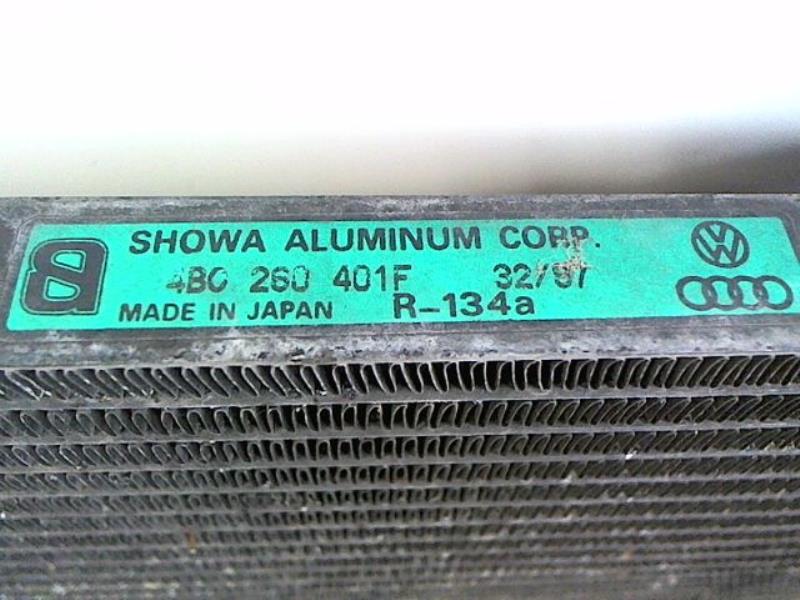 SHOWA ALUMINUM CORP.
4B0 260 401F 32/97
MADE IN JAPAN R-134a